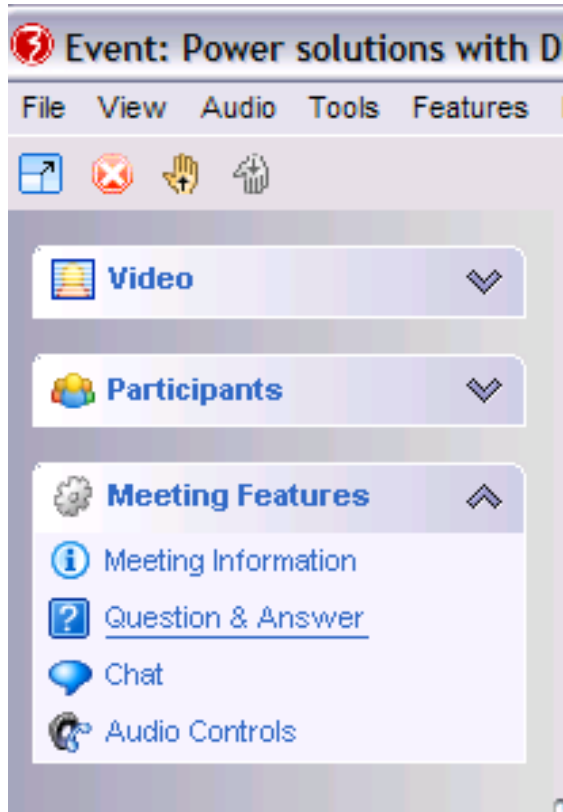 Event: Power solutions with D
File View Audio Tools Features
Video
Participants
Meeting Features
Meeting Information
Question & Answer
Chat
Audio Controls